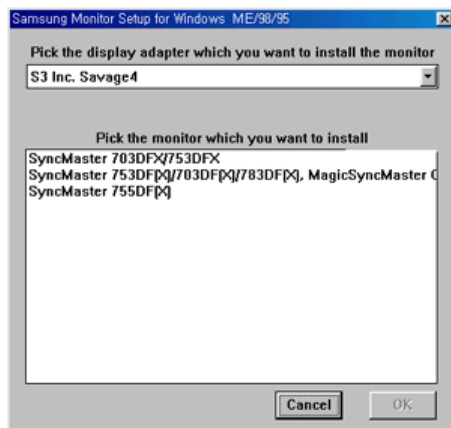 Samsung Monitor Setup for Windows ME/98/95
Pick the display adapter which you want to install the monitor
S3 Inc. Savage4
Pick the monitor which you want to install
SyncMaster 703DFX/753DFX
SyncMaster 753DF[X]/703DF[X]/783DF[X], MagicSyncMaster
SyncMaster 755DF[X]
Cancel OK